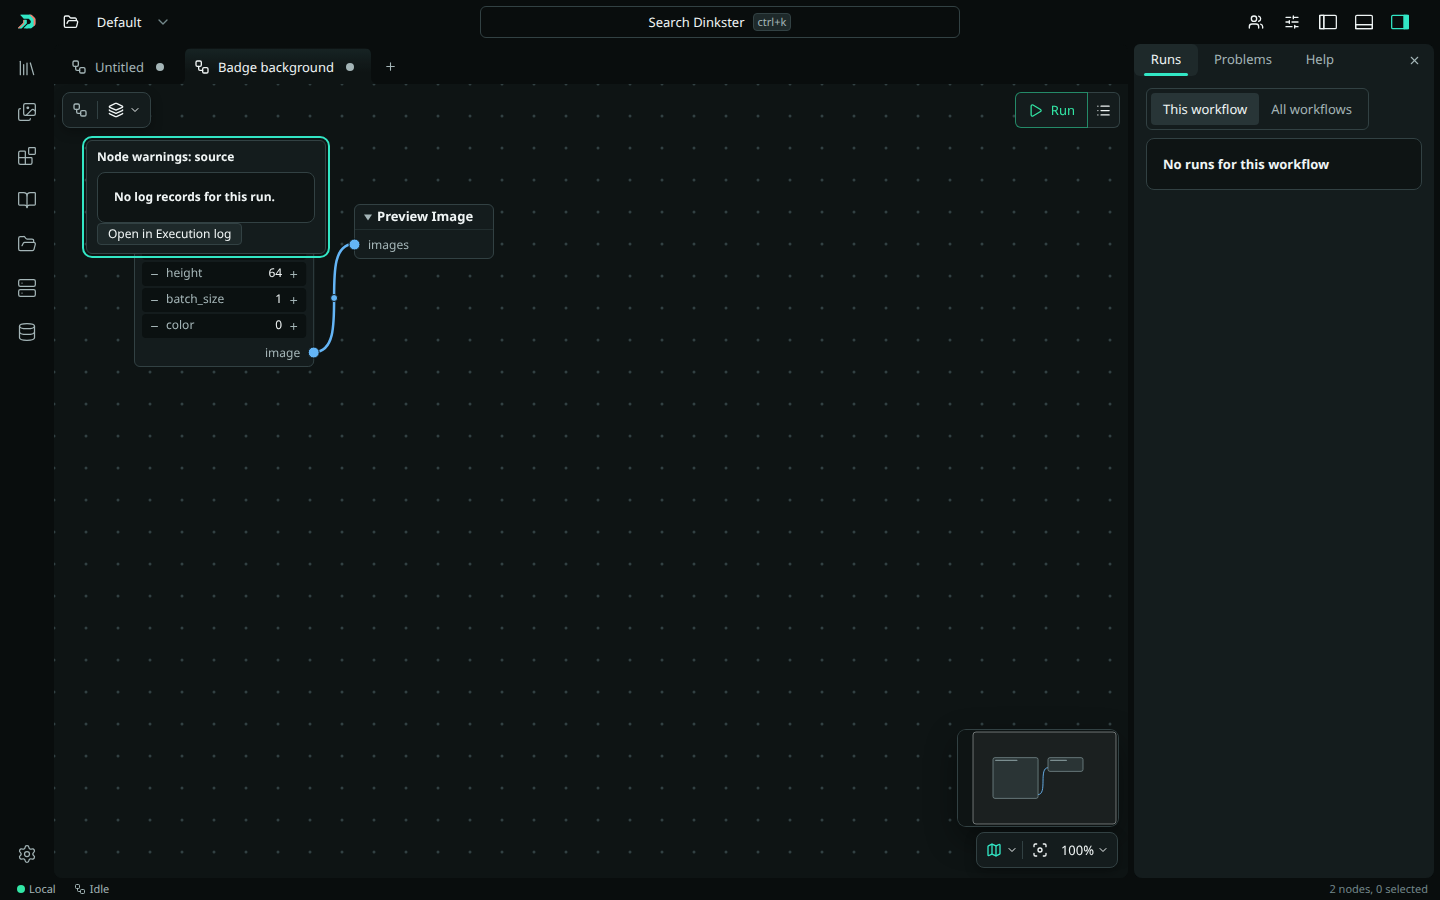 Default
Search Dinkster ctrl+k
Untitled
Badge background
Runs
Problems
Help
Run
This workflow
All workflows
No runs for this workflow
Node warnings: source
No log records for this run.
Open in Execution log
Preview Image
images
height 64
batch_size 1
color 0
image
100%
Local
Idle
2 nodes, 0 selected